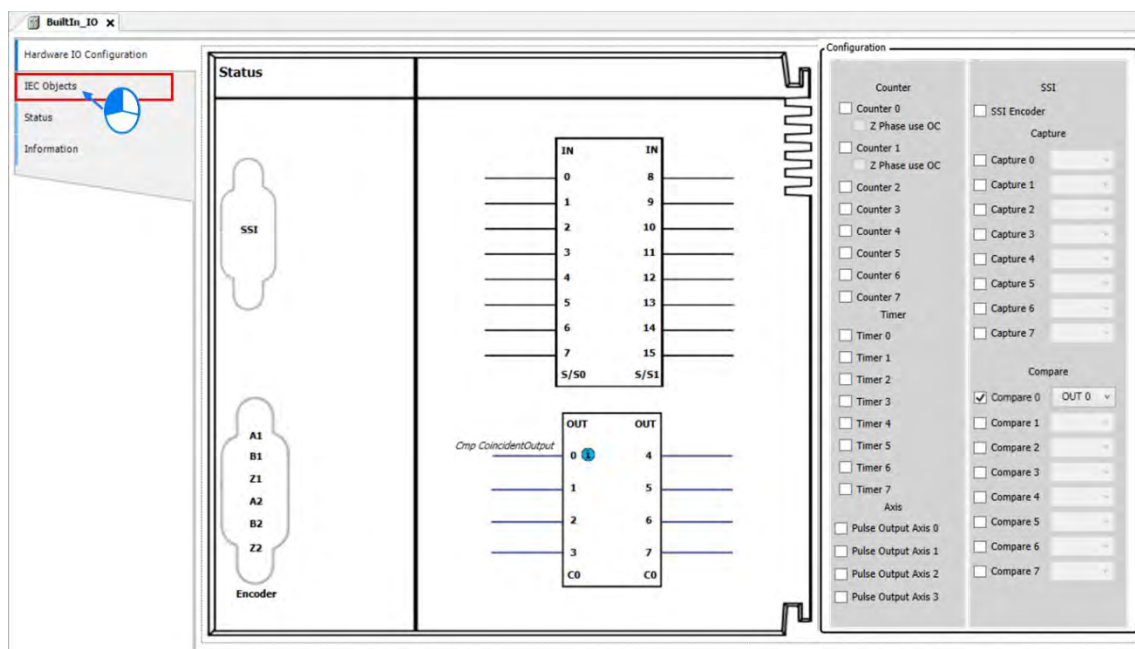 BuiltIn_IO x
Hardware IO Configuration
IEC Objects
Status
Information
Status
SSI
A1
B1
Z1
A2
B2
Z2
Encoder
IN IN
0 8
1 9
2 10
3 11
4 12
5 13
6 14
7 15
S/S0 S/S1
OUT OUT
Cmp CoincidentOutput 0 1 4
1 5
2 6
3 7
C0 C0
Configuration
Counter
Counter 0
Z Phase use OC
Counter 1
Z Phase use OC
Counter 2
Counter 3
Counter 4
Counter 5
Counter 6
Counter 7
Timer
Timer 0
Timer 1
Timer 2
Timer 3
Timer 4
Timer 5
Timer 6
Timer 7
Axis
Pulse Output Axis 0
Pulse Output Axis 1
Pulse Output Axis 2
Pulse Output Axis 3
SSI
SSI Encoder
Capture
Capture 0
Capture 1
Capture 2
Capture 3
Capture 4
Capture 5
Capture 6
Capture 7
Compare
Compare 0 OUT 0
Compare 1
Compare 2
Compare 3
Compare 4
Compare 5
Compare 6
Compare 7